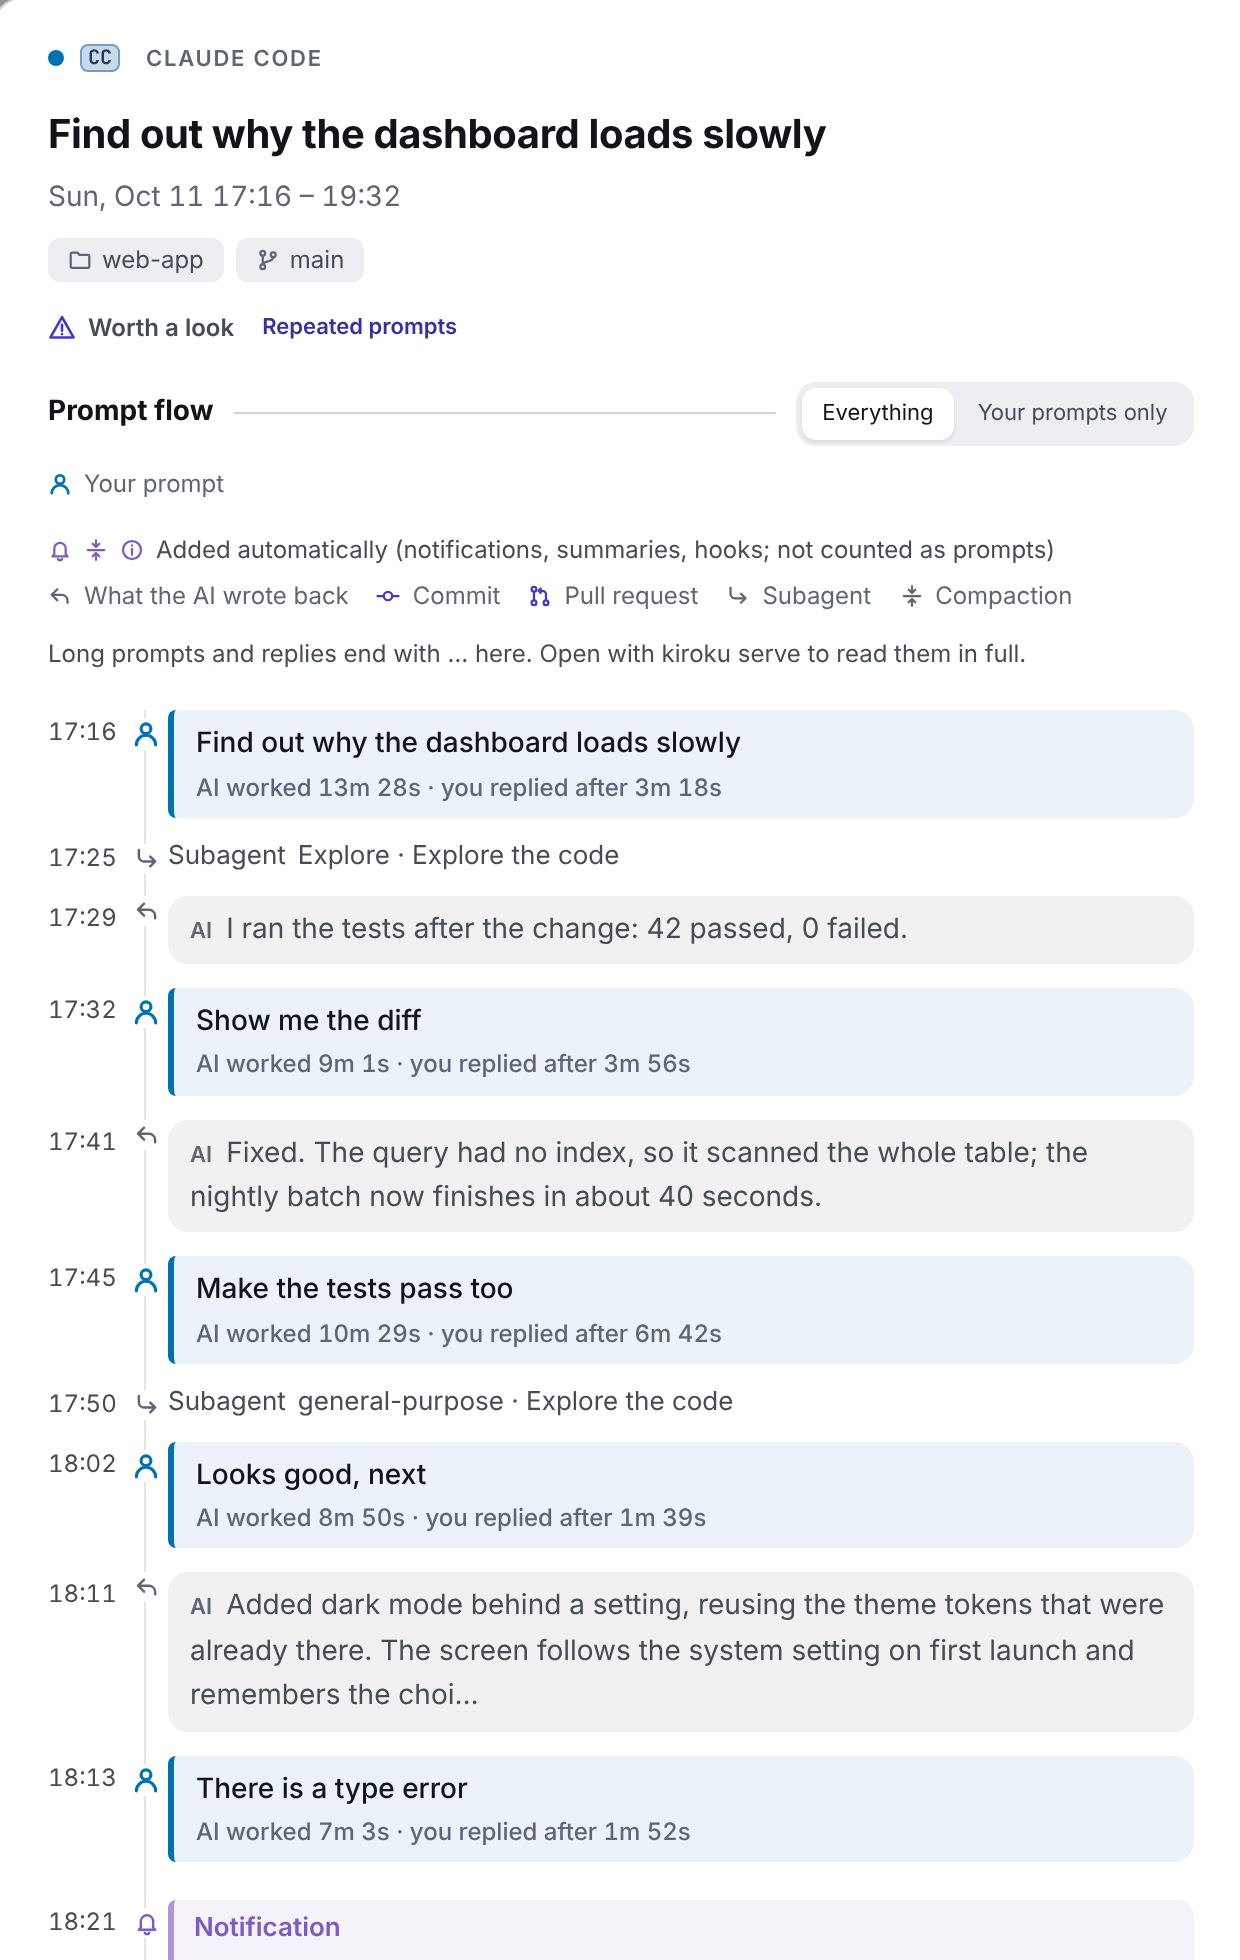 CC CLAUDE CODE
Find out why the dashboard loads slowly
Sun, Oct 11 17:16 – 19:32
web-app main
Worth a look Repeated prompts
Prompt flow Everything Your prompts only
Your prompt
Added automatically (notifications, summaries, hooks; not counted as prompts)
What the AI wrote back Commit Pull request Subagent Compaction
Long prompts and replies end with … here. Open with kiroku serve to read them in full.
17:16 Find out why the dashboard loads slowly
AI worked 13m 28s · you replied after 3m 18s
17:25 Subagent Explore · Explore the code
17:29 AI I ran the tests after the change: 42 passed, 0 failed.
17:32 Show me the diff
AI worked 9m 1s · you replied after 3m 56s
17:41 AI Fixed. The query had no index, so it scanned the whole table; the
nightly batch now finishes in about 40 seconds.
17:45 Make the tests pass too
AI worked 10m 29s · you replied after 6m 42s
17:50 Subagent general-purpose · Explore the code
18:02 Looks good, next
AI worked 8m 50s · you replied after 1m 39s
18:11 AI Added dark mode behind a setting, reusing the theme tokens that were
already there. The screen follows the system setting on first launch and
remembers the choi…
18:13 There is a type error
AI worked 7m 3s · you replied after 1m 52s
18:21 Notification